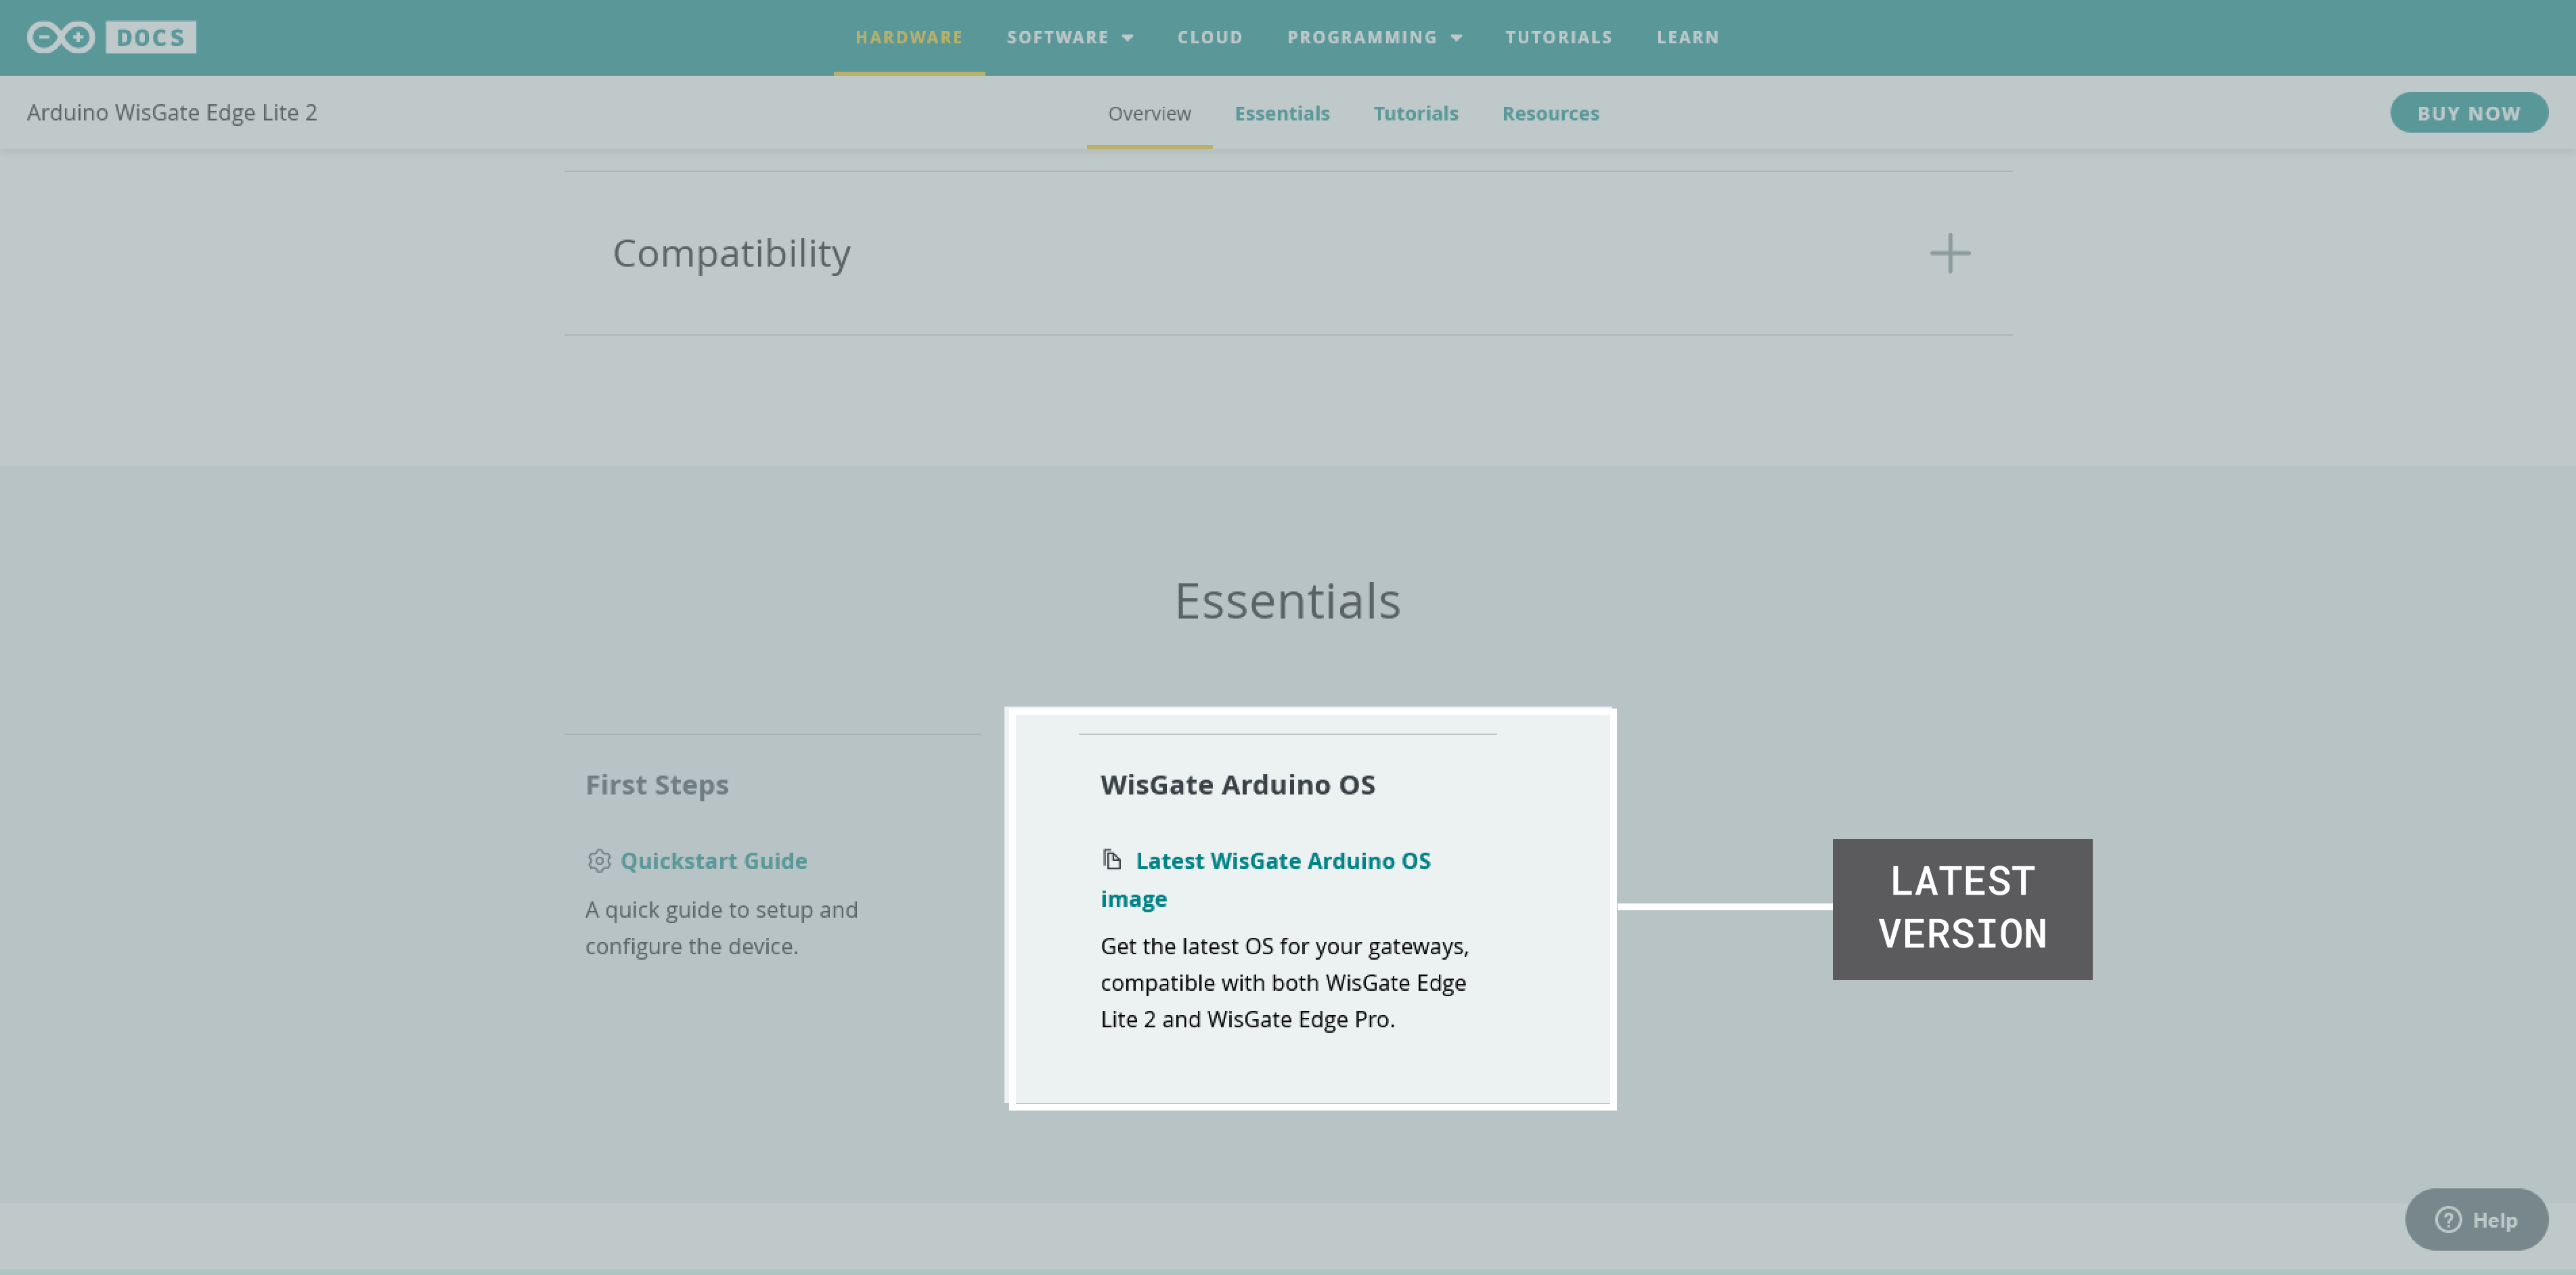 DOCS
HARDWARE SOFTWARE CLOUD PROGRAMMING TUTORIALS LEARN
Arduino WisGate Edge Lite 2
Overview Essentials Tutorials Resources
BUY NOW
Compatibility
Essentials
First Steps
Quickstart Guide
A quick guide to setup and
configure the device.
WisGate Arduino OS
Latest WisGate Arduino OS
image
Get the latest OS for your gateways,
compatible with both WisGate Edge
Lite 2 and WisGate Edge Pro.
LATEST
VERSION
Help